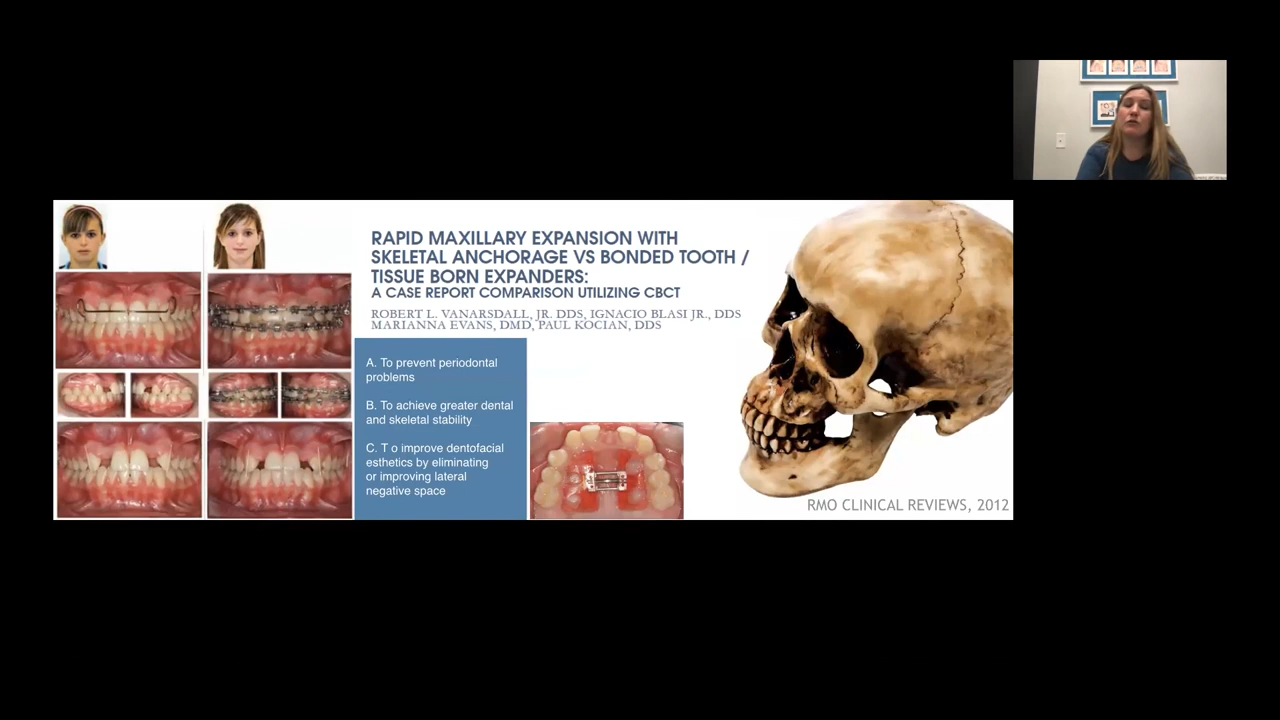 RAPID MAXILLARY EXPANSION WITH
SKELETAL ANCHORAGE VS BONDED TOOTH /
TISSUE BORN EXPANDERS:
A CASE REPORT COMPARISON UTILIZING CBCT
ROBERT L. VANARSDALL, JR. DDS, IGNACIO BLASI JR., DDS
MARIANNA EVANS, DMD, PAUL KOCIAN, DDS
A. To prevent periodontal
problems
B. To achieve greater dental
and skeletal stability
C. T o improve dentofacial
esthetics by eliminating
or improving lateral
negative space
RMO CLINICAL REVIEWS, 2012